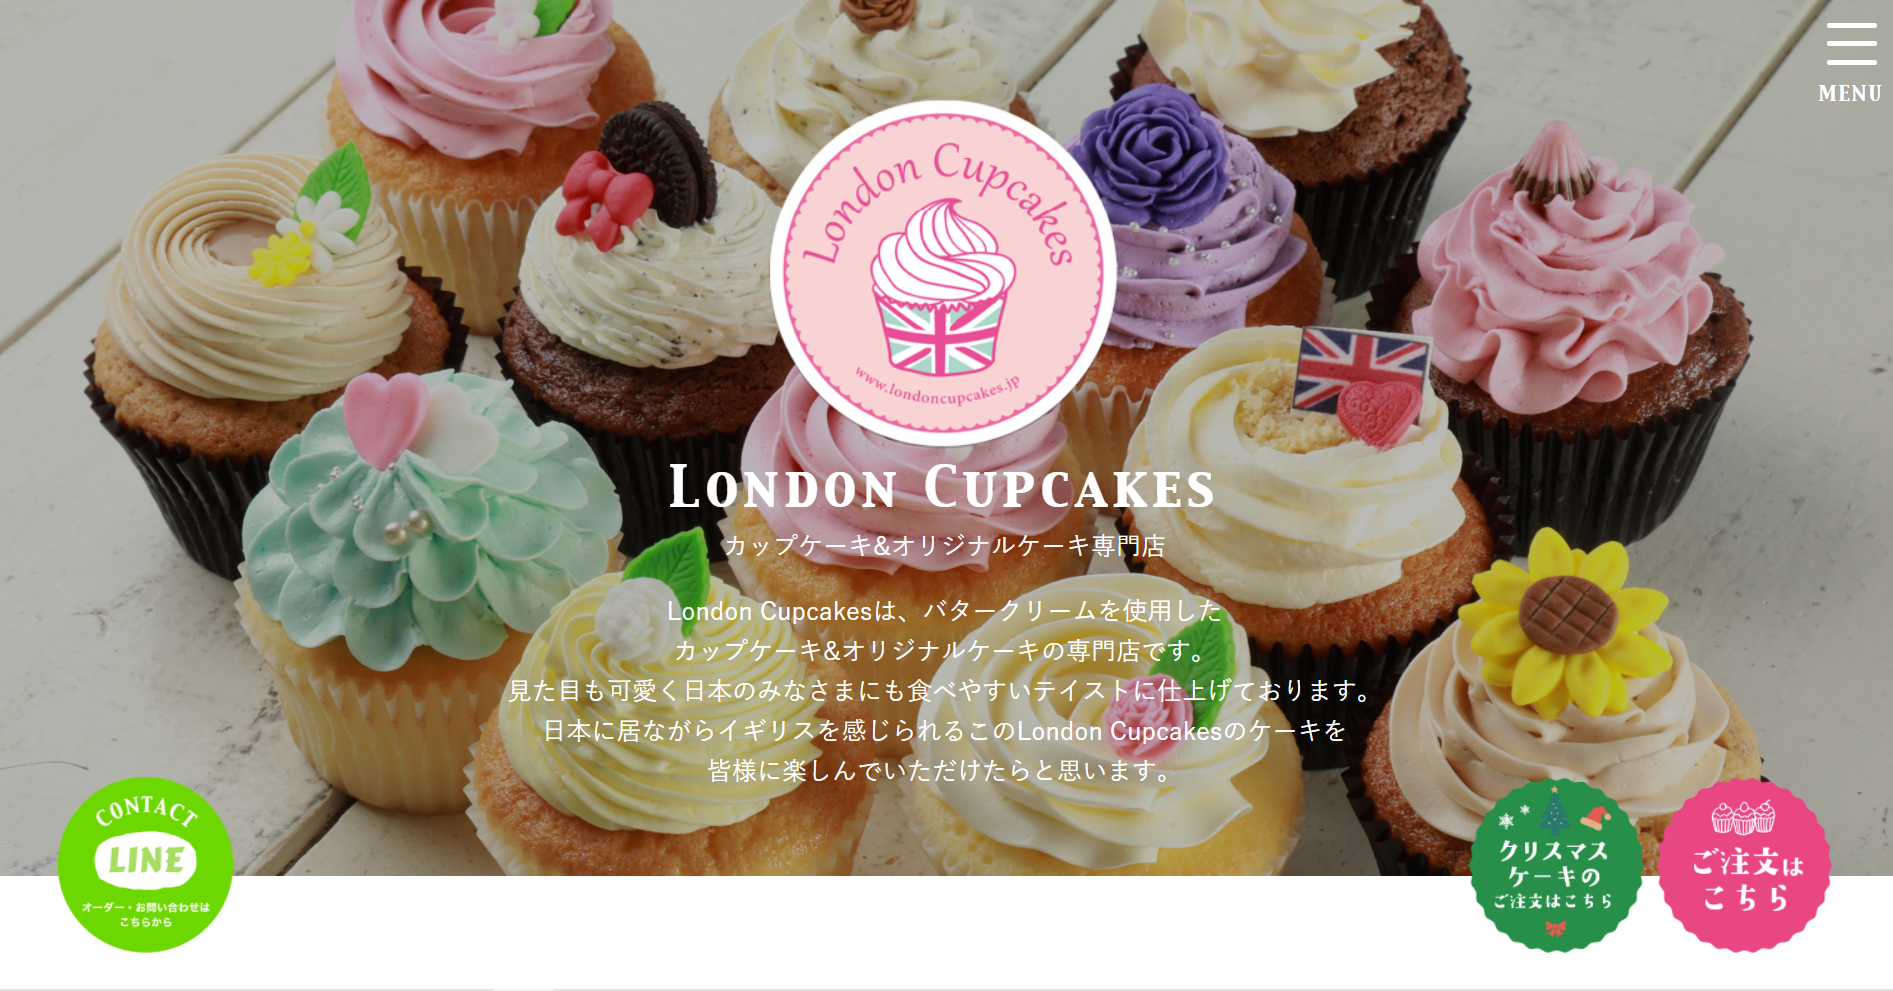 MENU
London Cupcakes
www.londoncupcakes.jp
LONDON CUPCAKES
カップケーキ&オリジナルケーキ専門店
London Cupcakesは、バタークリームを使用した
カップケーキ&オリジナルケーキの専門店です。
見た目も可愛く日本のみなさまにも食べやすいテイストに仕上げております。
日本に居ながらイギリスを感じられるこのLondon Cupcakesのケーキを
皆様に楽しんでいただけたらと思います。
CONTACT
LINE
オーダー・お問い合わせは
こちらから
クリスマス
ケーキの
ご注文はこちら
ご注文は
こちら